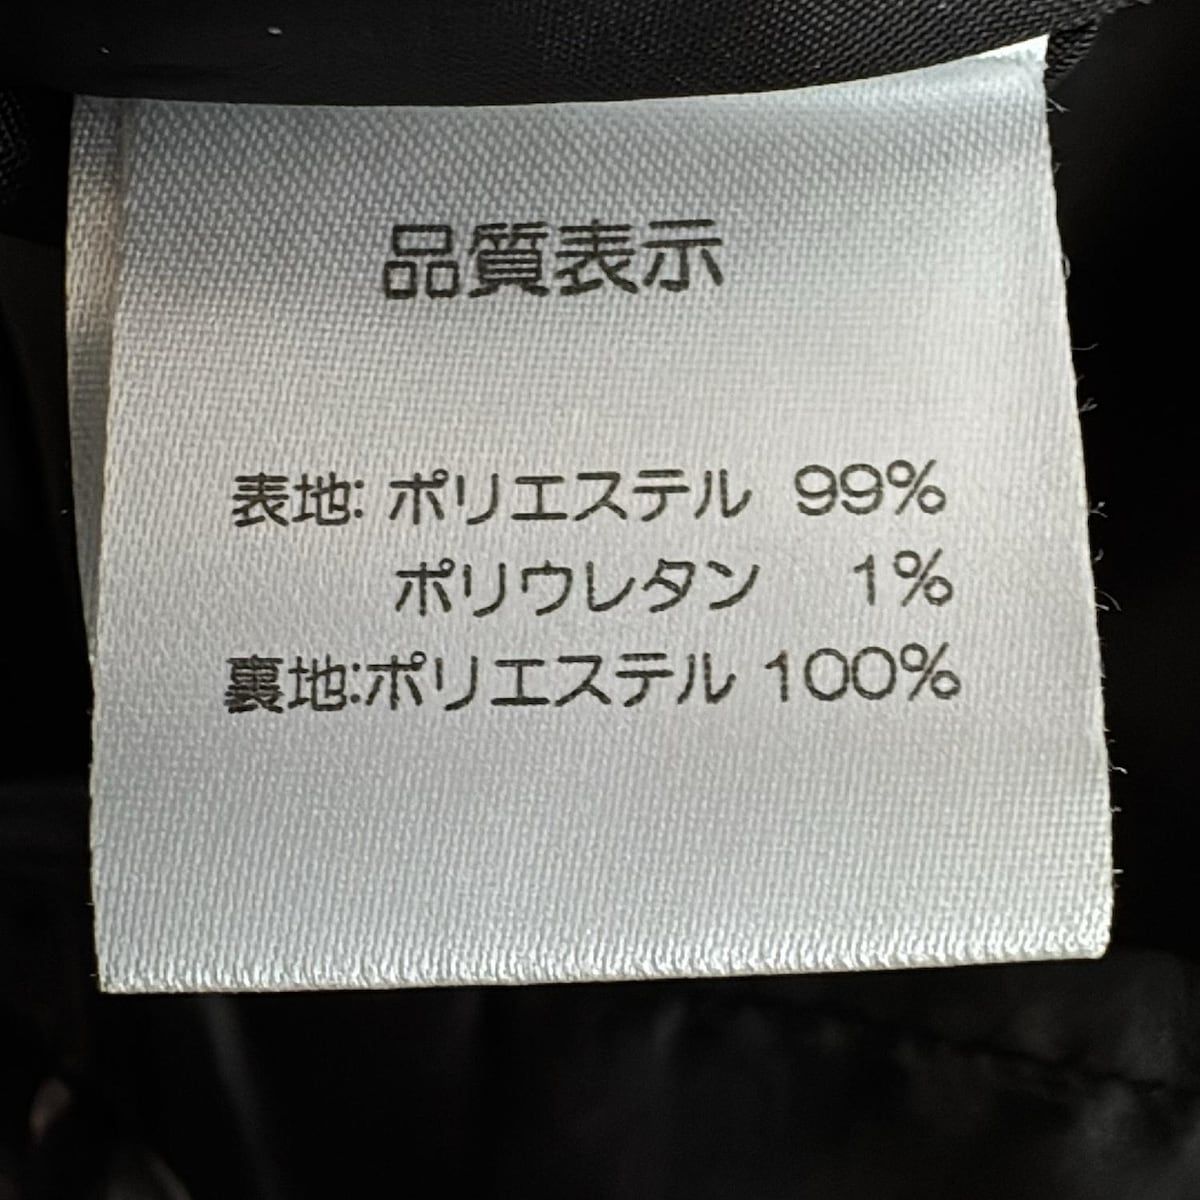 品質表示
表地: ポリエステル 99%
ポリウレタン 1%
裏地:ポリエステル 100%